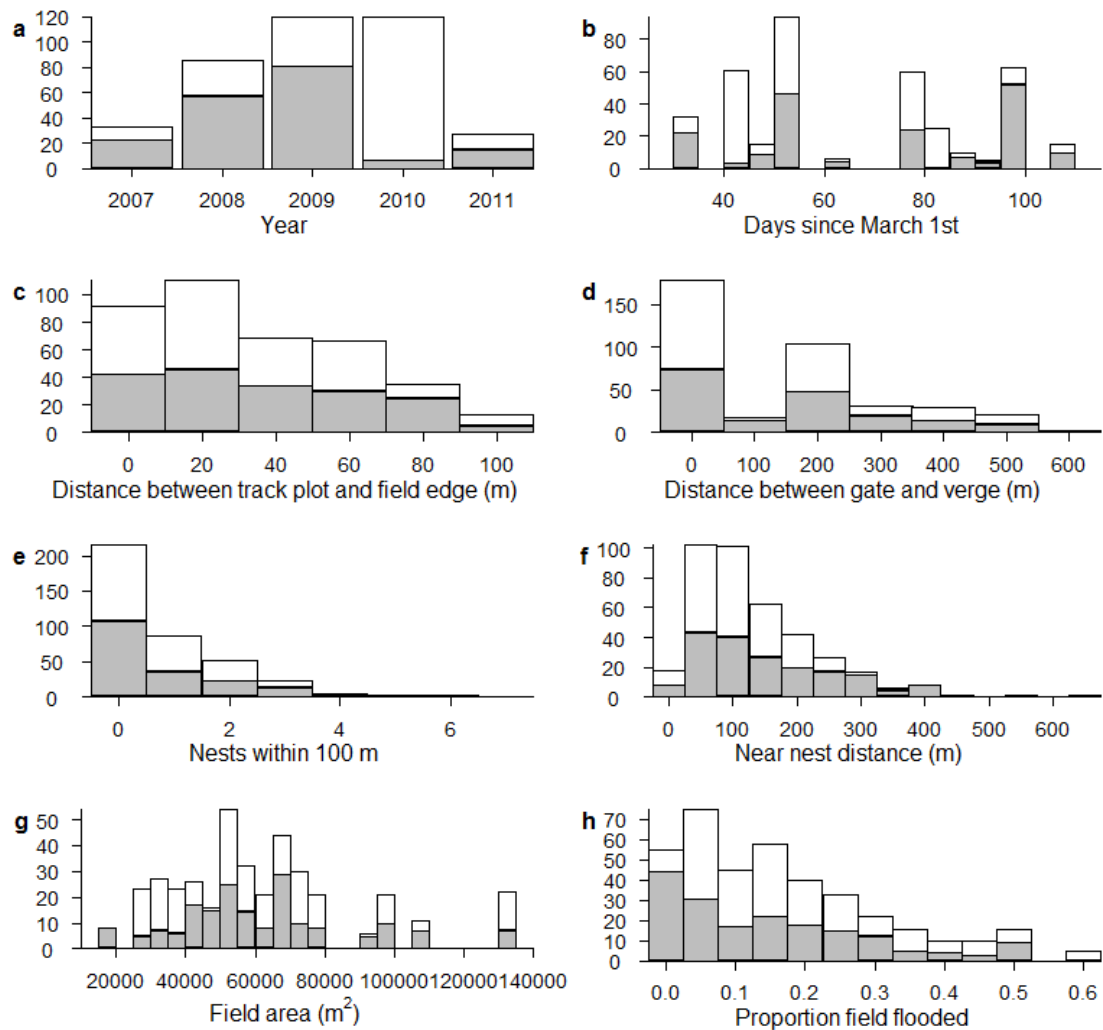 a
120
100
80
60
40
20
0
2007 2008 2009 2010 2011
Year
b
80
60
40
20
0
40 60 80 100
Days since March 1st
c
100
80
60
40
20
0
0 20 40 60 80 100
Distance between track plot and field edge (m)
d
150
100
50
0
0 100 200 300 400 500 600
Distance between gate and verge (m)
e
200
150
100
50
0
0 2 4 6
Nests within 100 m
f
100
80
60
40
20
0
0 100 200 300 400 500 600
Near nest distance (m)
g
50
40
30
20
10
0
20000 40000 60000 80000 100000 120000 140000
Field area (m²)
h
70
60
50
40
30
20
10
0
0.0 0.1 0.2 0.3 0.4 0.5 0.6
Proportion field flooded